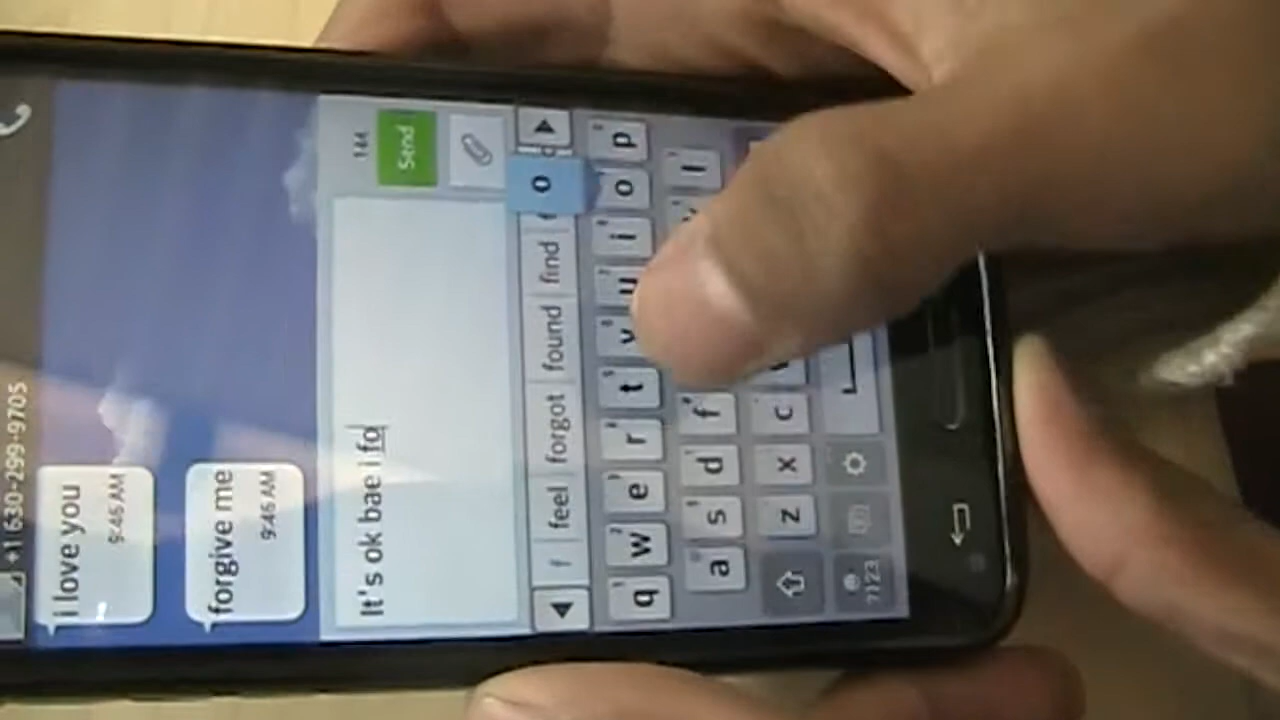 +1 630-299-9705
i love you
9:46 AM
forgive me
9:46 AM
144
Send
It's ok bae i fo
f feel forgot found find
o
q w e r t y u i o p
a s d f l
z x c
?123